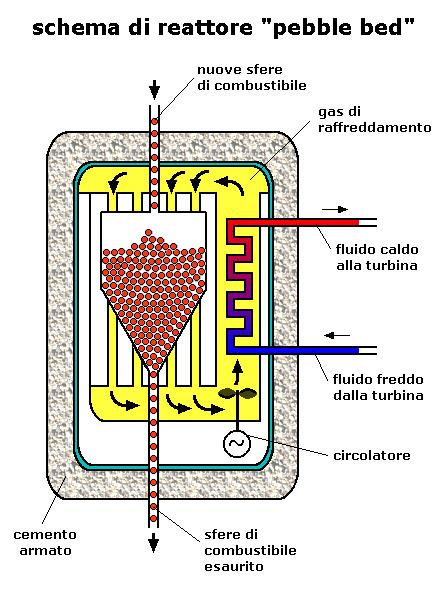 schema di reattore "pebble bed"
nuove sfere
di combustibile
gas di
raffreddamento
fluido caldo
alla turbina
fluido freddo
dalla turbina
circolatore
cemento
armato
sfere di
combustibile
esaurito